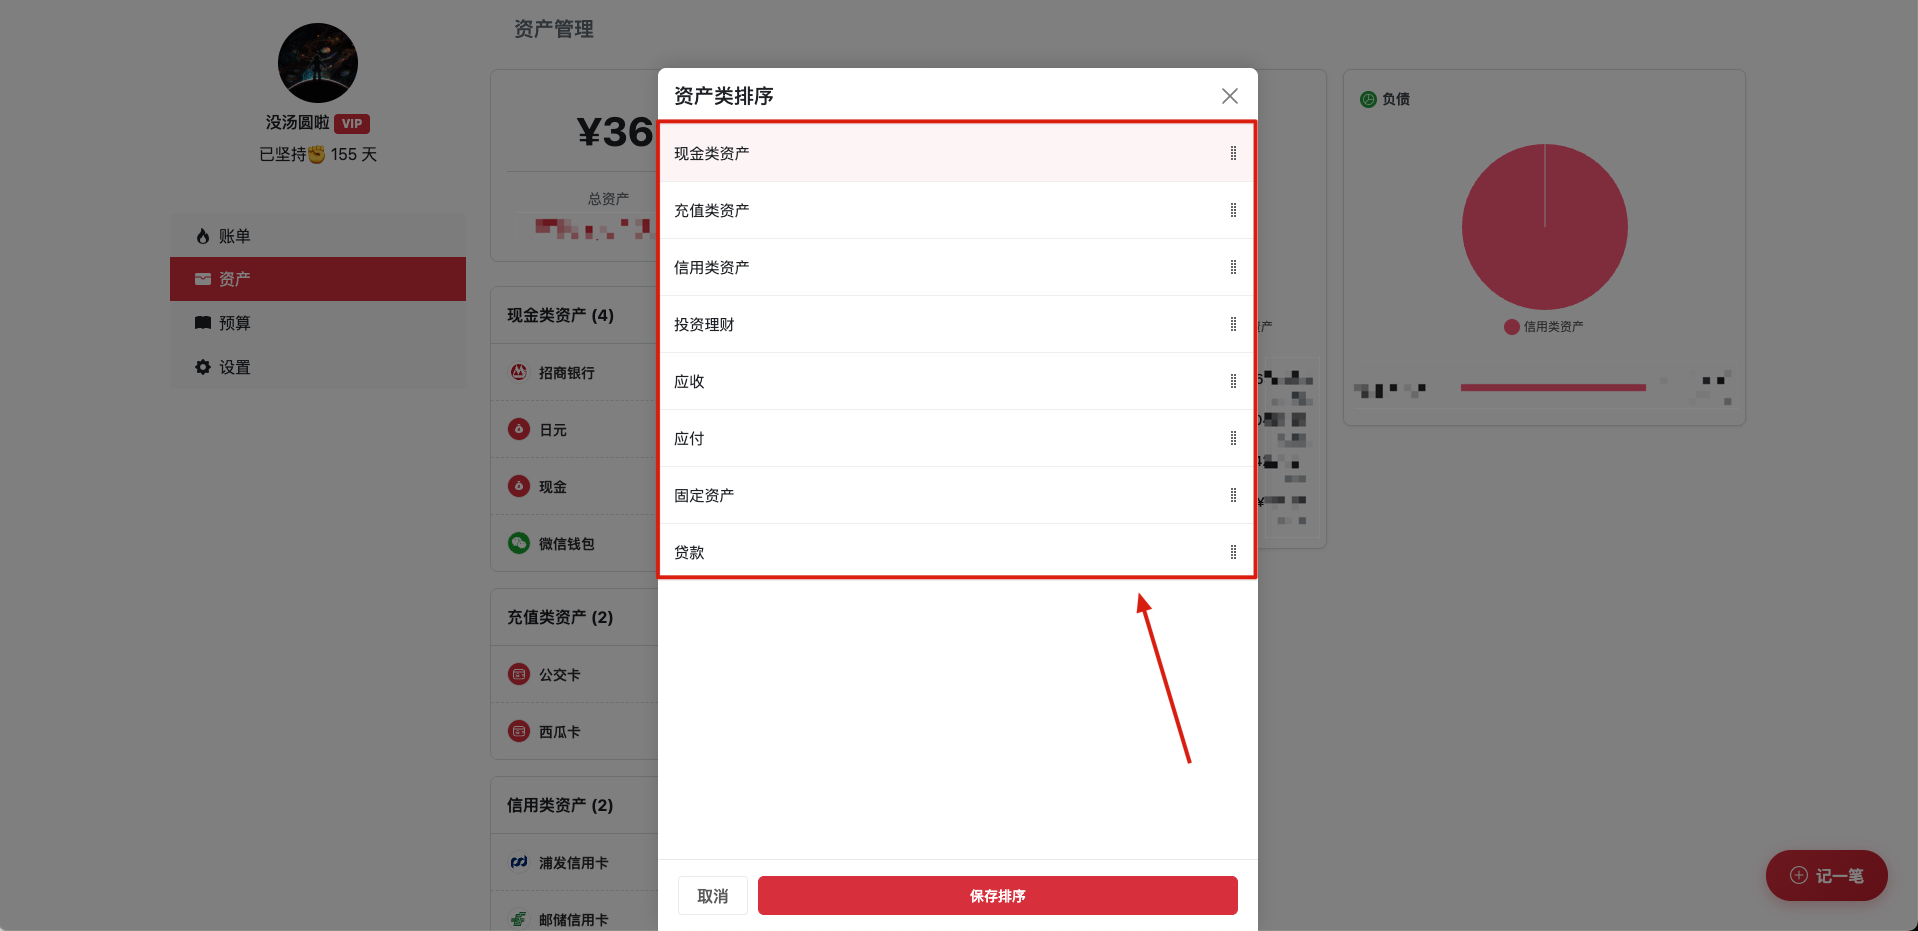 没汤圆啦 VIP
已坚持✊ 155 天
账单
资产
预算
设置
资产管理
¥36
总资产
现金类资产 (4)
招商银行
日元
现金
微信钱包
充值类资产 (2)
公交卡
西瓜卡
信用类资产 (2)
浦发信用卡
邮储信用卡
资产类排序
现金类资产
充值类资产
信用类资产
投资理财
应收
应付
固定资产
贷款
取消
保存排序
负债
信用类资产
记一笔